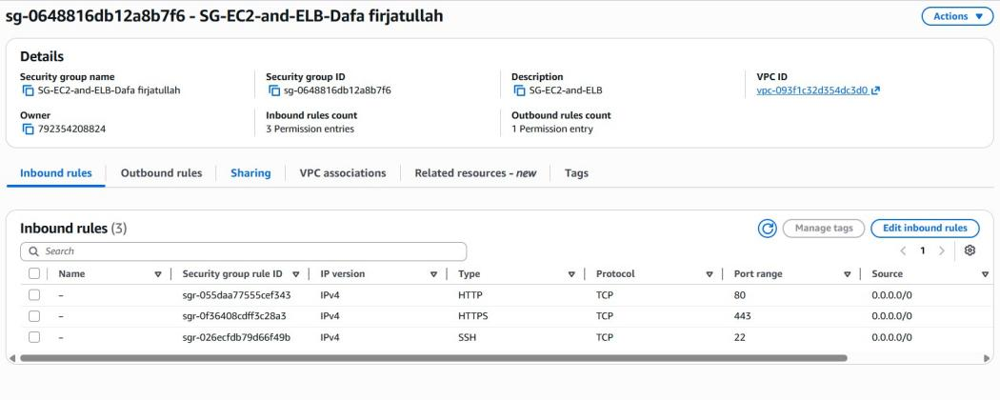 sg-0648816db12a8b7f6 - SG-EC2-and-ELB-Dafa firjatullah
Actions
Details
Security group name
SG-EC2-and-ELB-Dafa firjatullah
Security group ID
sg-0648816db12a8b7f6
Description
SG-EC2-and-ELB
VPC ID
vpc-093f1c32d354dc3d0
Owner
792354208824
Inbound rules count
3 Permission entries
Outbound rules count
1 Permission entry
Inbound rules Outbound rules Sharing VPC associations Related resources - new Tags
Inbound rules (3)
Manage tags
Edit inbound rules
Search
1
Name Security group rule ID IP version Type Protocol Port range Source
– sgr-055daa77555cef343 IPv4 HTTP TCP 80 0.0.0.0/0
– sgr-0f36408cdff3c28a3 IPv4 HTTPS TCP 443 0.0.0.0/0
– sgr-026ecfdb79d66f49b IPv4 SSH TCP 22 0.0.0.0/0